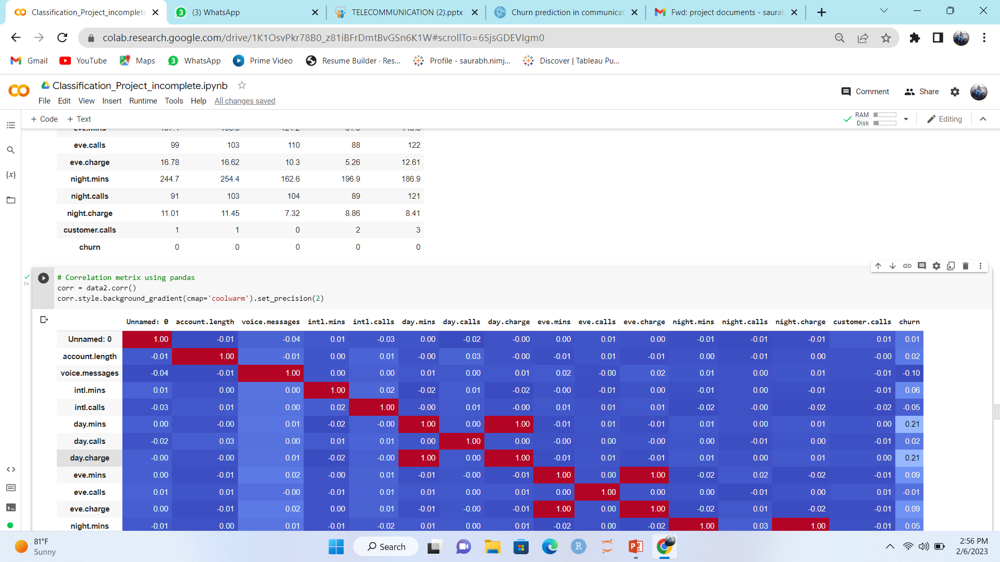 Classification_Project_incomplete
(3) WhatsApp
TELECOMMUNICATION (2).pptx
Churn prediction in communicat
Fwd: project documents - saurab
colab.research.google.com/drive/1K1OsvPkr78B0_z81iBFrDmtBvGSn6K1W#scrollTo=6SjsGDEVIgm0
Gmail YouTube Maps WhatsApp Prime Video Resume Builder · Res... Profile - saurabh.nimj... Discover | Tableau Pu...
Classification_Project_incomplete.ipynb
File Edit View Insert Runtime Tools Help All changes saved
Comment Share
+ Code + Text
RAM
Disk
Editing
eve.calls 99 103 110 88 122
eve.charge 16.78 16.62 10.3 5.26 12.61
night.mins 244.7 254.4 162.6 196.9 186.9
night.calls 91 103 104 89 121
night.charge 11.01 11.45 7.32 8.86 8.41
customer.calls 1 1 0 2 3
churn 0 0 0 0 0
0s
# Correlation metrix using pandas
corr = data2.corr()
corr.style.background_gradient(cmap='coolwarm').set_precision(2)
Unnamed: 0 account.length voice.messages intl.mins intl.calls day.mins day.calls day.charge eve.mins eve.calls eve.charge night.mins night.calls night.charge customer.calls churn
Unnamed: 0 1.00 -0.01 -0.04 0.01 -0.03 0.00 -0.02 -0.00 0.00 0.01 0.00 -0.01 -0.01 -0.01 0.01 0.01
account.length -0.01 1.00 -0.01 0.00 0.01 -0.00 0.03 -0.00 -0.01 0.01 -0.01 0.00 -0.01 0.00 -0.00 0.02
voice.messages -0.04 -0.01 1.00 0.00 0.00 0.01 0.00 0.01 0.02 -0.00 0.02 0.01 0.00 0.01 -0.01 -0.10
intl.mins 0.01 0.00 0.00 1.00 0.02 -0.02 0.01 -0.02 -0.00 -0.01 0.00 -0.01 0.00 -0.01 -0.01 0.06
intl.calls -0.03 0.01 0.00 0.02 1.00 -0.00 0.01 -0.00 0.01 0.01 0.01 -0.02 -0.00 -0.02 -0.02 -0.05
day.mins 0.00 -0.00 0.01 -0.02 -0.00 1.00 0.00 1.00 -0.01 0.01 -0.01 0.01 0.00 0.01 0.00 0.21
day.calls -0.02 0.03 0.00 0.01 0.01 0.00 1.00 0.00 -0.00 0.00 -0.00 0.00 -0.01 0.00 -0.01 0.02
day.charge -0.00 -0.00 0.01 -0.02 -0.00 1.00 0.00 1.00 -0.01 0.01 -0.01 0.01 0.00 0.01 0.00 0.21
eve.mins 0.00 -0.01 0.02 -0.00 0.01 -0.01 -0.00 -0.01 1.00 0.00 1.00 -0.02 0.02 -0.02 -0.01 0.09
eve.calls 0.01 0.01 -0.00 -0.01 0.01 0.01 0.00 0.01 0.00 1.00 0.00 0.00 -0.01 0.00 0.01 -0.01
eve.charge 0.00 -0.01 0.02 0.00 0.01 -0.01 -0.00 -0.01 1.00 0.00 1.00 -0.02 0.01 -0.02 -0.01 0.09
night.mins -0.01 0.00 0.01 -0.01 -0.02 0.01 0.00 0.01 -0.02 0.00 -0.02 1.00 0.03 1.00 -0.01 0.05
81°F
Sunny
Search
2:56 PM
2/6/2023